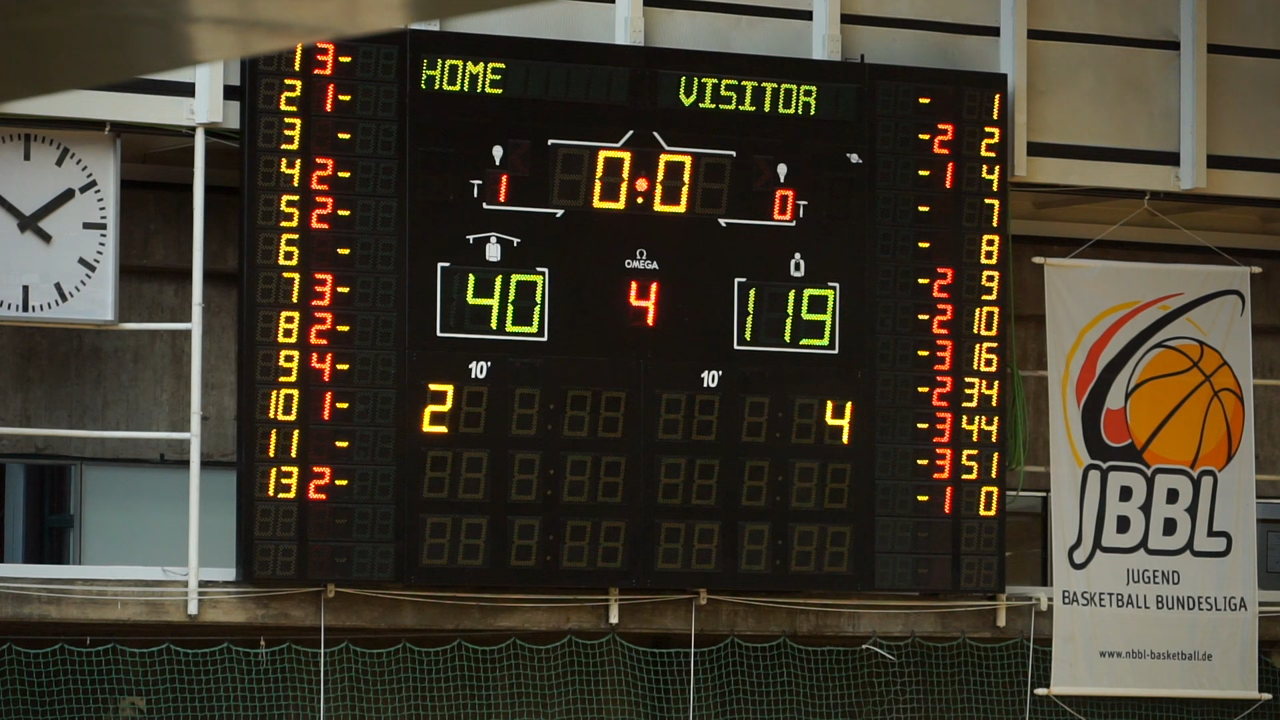 HOME VISITOR
1 3- - 1
2 1- -2 2
3 - -1 4
4 2- - 7
5 2- - 8
6 - -2 9
7 3- -2 10
8 2- -3 16
9 4- -2 34
10 1- -3 44
11 - -3 51
13 2- -1 0
T 1 0:0 0 T
Ω
OMEGA
40 4 119
10' 10'
2 4
JBBL
JUGEND
BASKETBALL BUNDESLIGA
www.nbbl-basketball.de